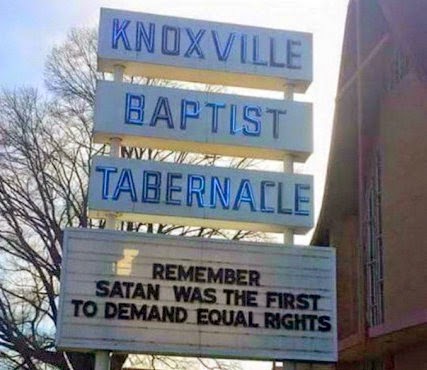 KNOXVILLE
BAPTIST
TABERNACLE
REMEMBER
SATAN WAS THE FIRST
TO DEMAND EQUAL RIGHTS